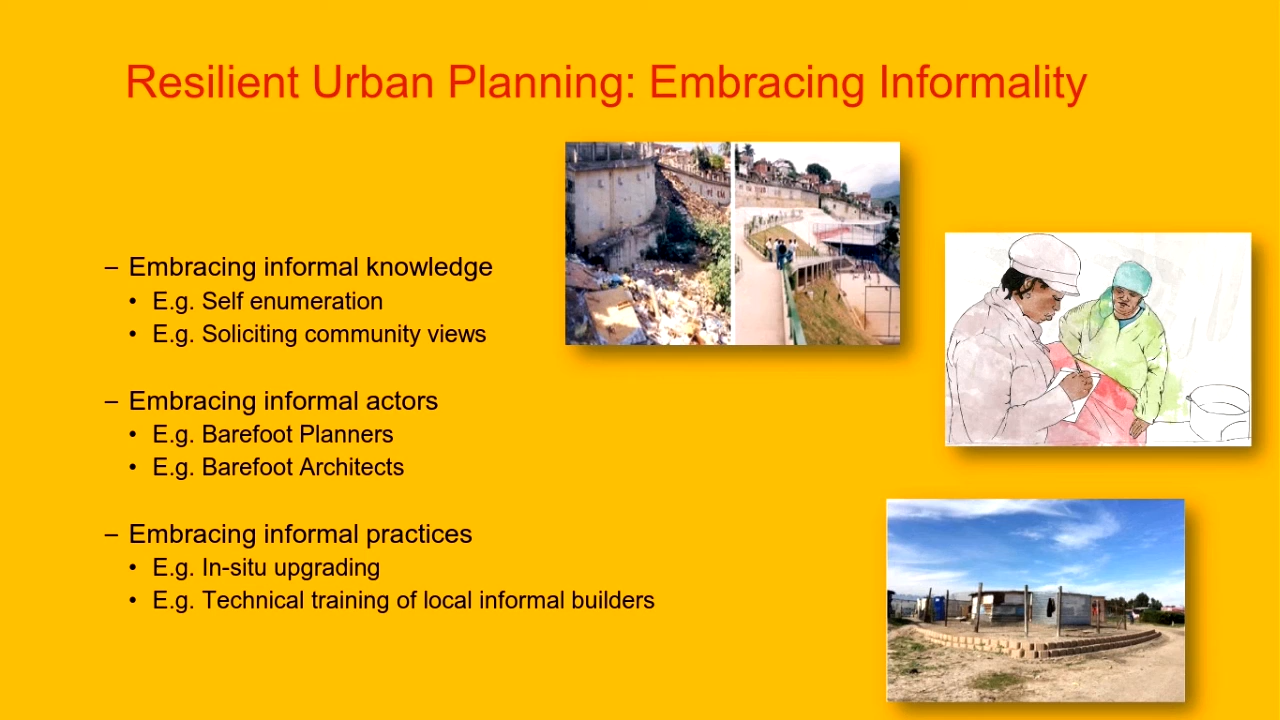 Resilient Urban Planning: Embracing Informality
– Embracing informal knowledge
• E.g. Self enumeration
• E.g. Soliciting community views
– Embracing informal actors
• E.g. Barefoot Planners
• E.g. Barefoot Architects
– Embracing informal practices
• E.g. In-situ upgrading
• E.g. Technical training of local informal builders